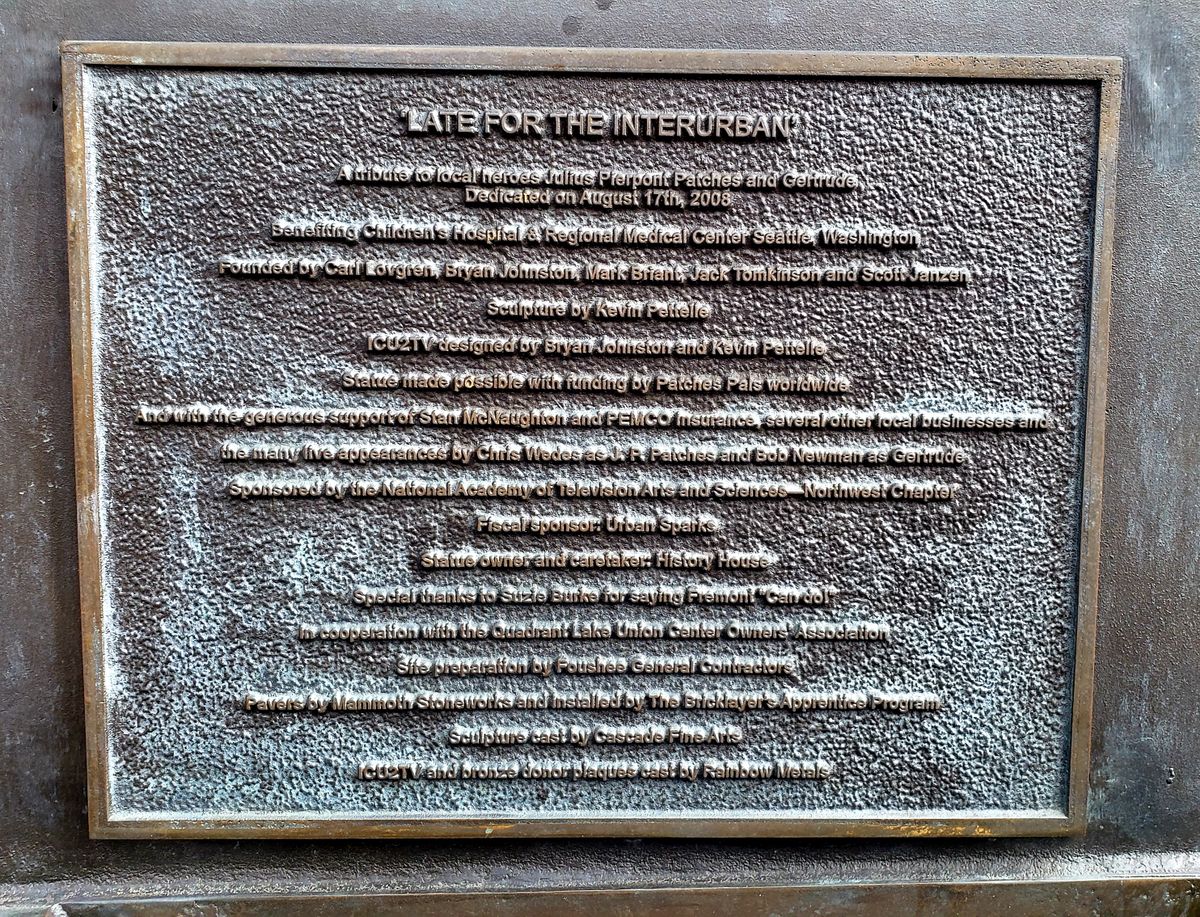 'LATE FOR THE INTERURBAN'
A tribute to local heroes Julius Pierpont Patches and Gertrude
Dedicated on August 17th, 2008
Benefiting Children's Hospital & Regional Medical Center Seattle, Washington
Founded by Carl Lovgren, Bryan Johnston, Mark Briant, Jack Tomkinson and Scott Janzen
Sculpture by Kevin Pettelle
ICU2TV designed by Bryan Johnston and Kevin Pettelle
Statue made possible with funding by Patches Pals worldwide
And with the generous support of Stan McNaughton and PEMCO Insurance, several other local businesses and
the many live appearances by Chris Wedes as J. P. Patches and Bob Newman as Gertrude
Sponsored by the National Academy of Television Arts and Sciences—Northwest Chapter
Fiscal sponsor: Urban Sparks
Statue owner and caretaker: History House
Special thanks to Suzie Burke for saying Fremont "Can do!"
In cooperation with the Quadrant Lake Union Center Owners' Association
Site preparation by Foushee General Contractors
Pavers by Mammoth Stoneworks and installed by The Bricklayer's Apprentice Program
Sculpture cast by Cascade Fine Arts
ICU2TV and bronze donor plaques cast by Rainbow Metals